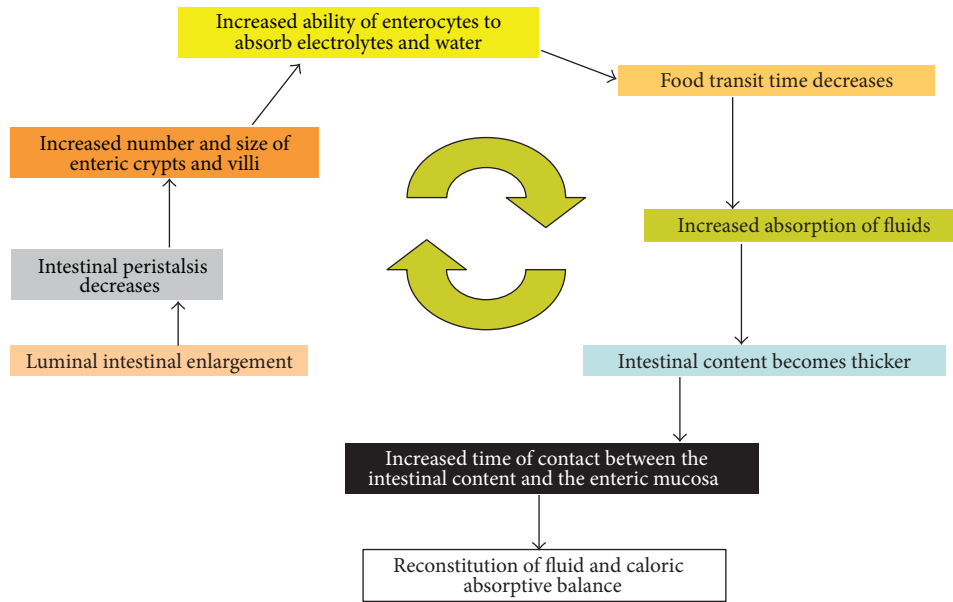 Increased ability of enterocytes to
absorb electrolytes and water
Food transit time decreases
Increased number and size of
enteric crypts and villi
Increased absorption of fluids
Intestinal peristalsis
decreases
Luminal intestinal enlargement
Intestinal content becomes thicker
Increased time of contact between the
intestinal content and the enteric mucosa
Reconstitution of fluid and caloric
absorptive balance